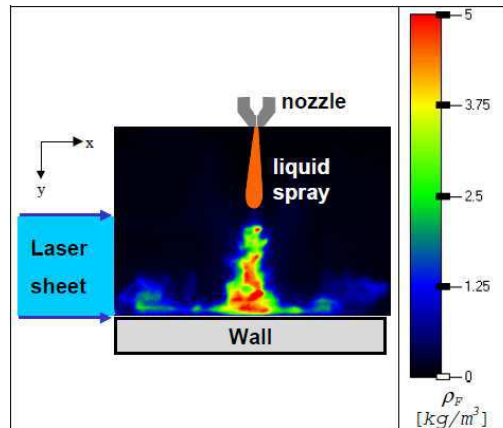 nozzle
x
y
liquid
spray
Laser
sheet
Wall
5
3.75
2.5
1.25
0
ρF
[kg/m³]